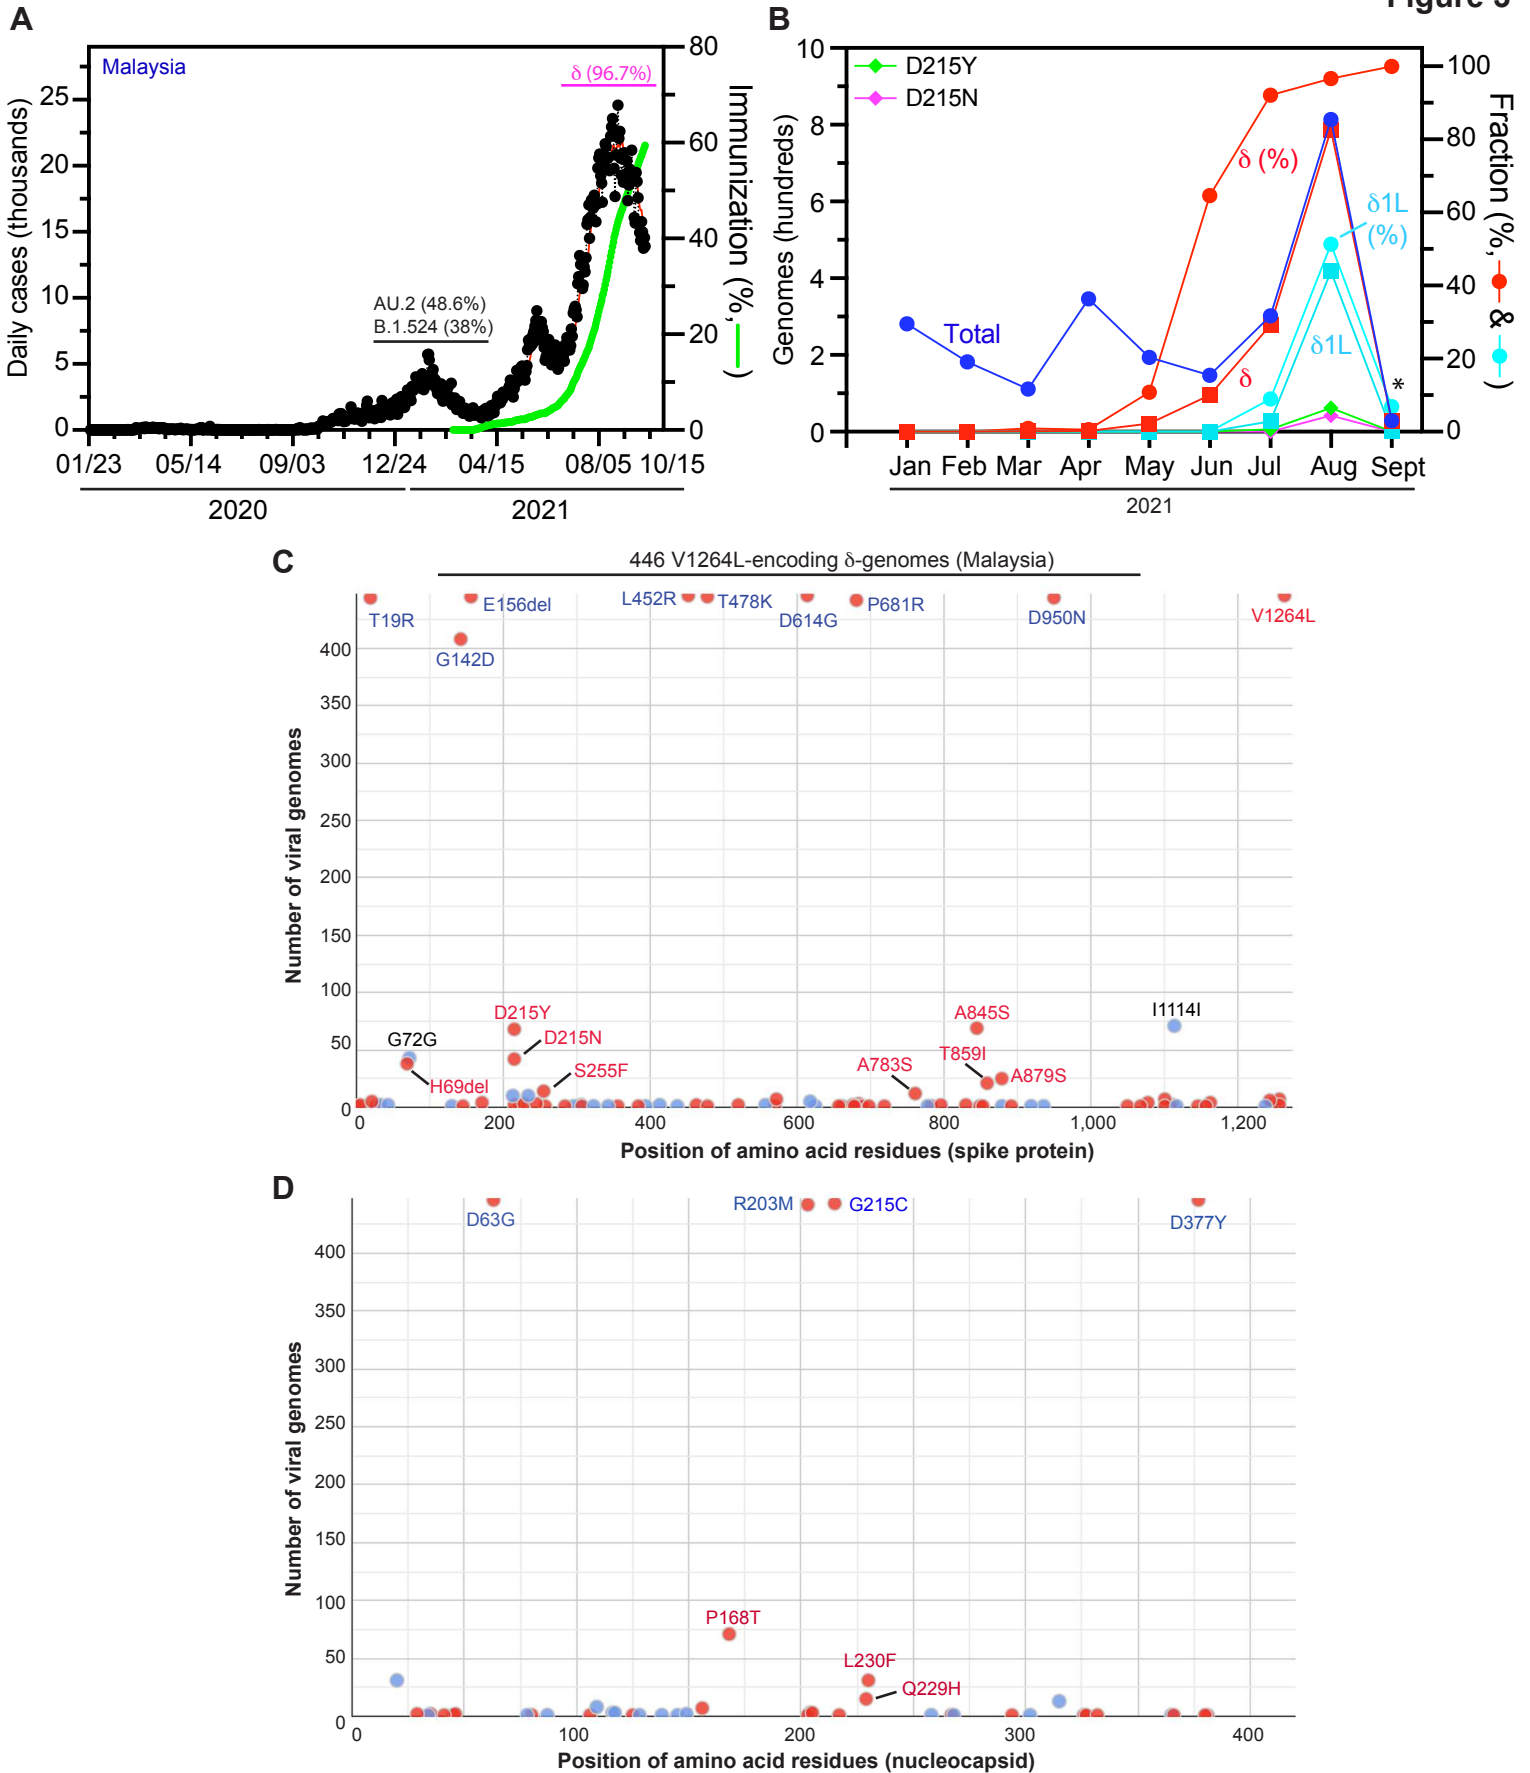 Figure 3
A
Malaysia
δ (96.7%)
AU.2 (48.6%)
B.1.524 (38%)
Daily cases (thousands)
25
20
15
10
5
0
80
60
40
20
0
Immunization (%, )
01/23 05/14 09/03 12/24 04/15 08/05 10/15
2020 2021
B
D215Y
D215N
Genomes (hundreds)
10
8
6
4
2
0
100
80
60
40
20
0
Fraction (%, & )
Total
δ (%)
δ
δ1L
(%)
δ1L
*
Jan Feb Mar Apr May Jun Jul Aug Sept
2021
C
446 V1264L-encoding δ-genomes (Malaysia)
T19R
E156del
L452R
T478K
D614G
P681R
D950N
V1264L
G142D
Number of viral genomes
400
350
300
250
200
150
100
50
0
G72G
H69del
D215Y
D215N
S255F
A783S
A845S
T859I
A879S
I1114I
0 200 400 600 800 1,000 1,200
Position of amino acid residues (spike protein)
D
D63G
R203M
G215C
D377Y
Number of viral genomes
400
350
300
250
200
150
100
50
0
P168T
L230F
Q229H
0 100 200 300 400
Position of amino acid residues (nucleocapsid)